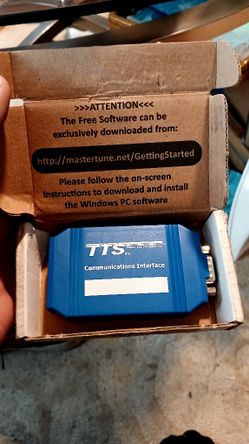 >>>ATTENTION<<<
The Free Software can be
exclusively downloaded from:
http://mastertune.net/GettingStarted
Please follow the on-screen
instructions to download and install
the Windows PC software
TTS
Inc
Communications Interface